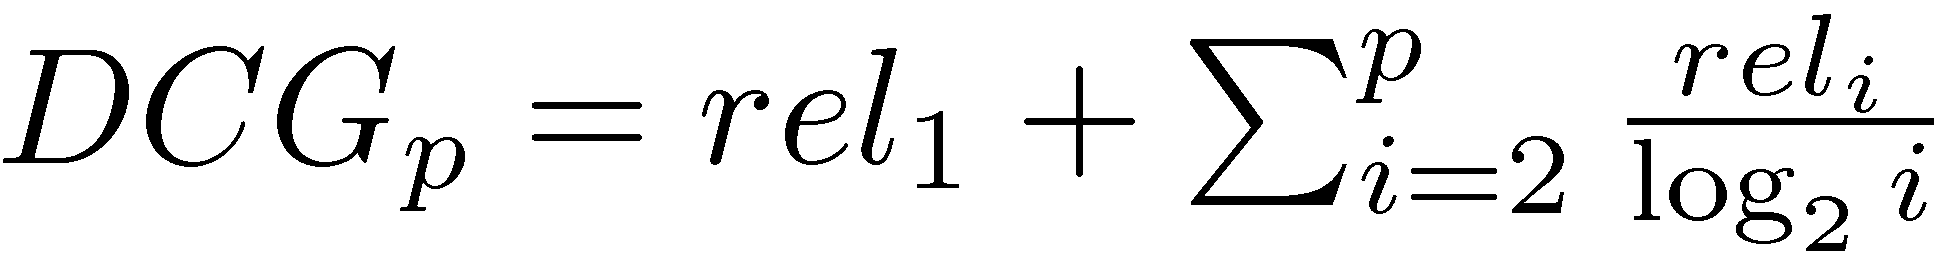 $DCG_p = rel_1 + \sum_{i=2}^{p} \frac{rel_i}{\log_2 i}$